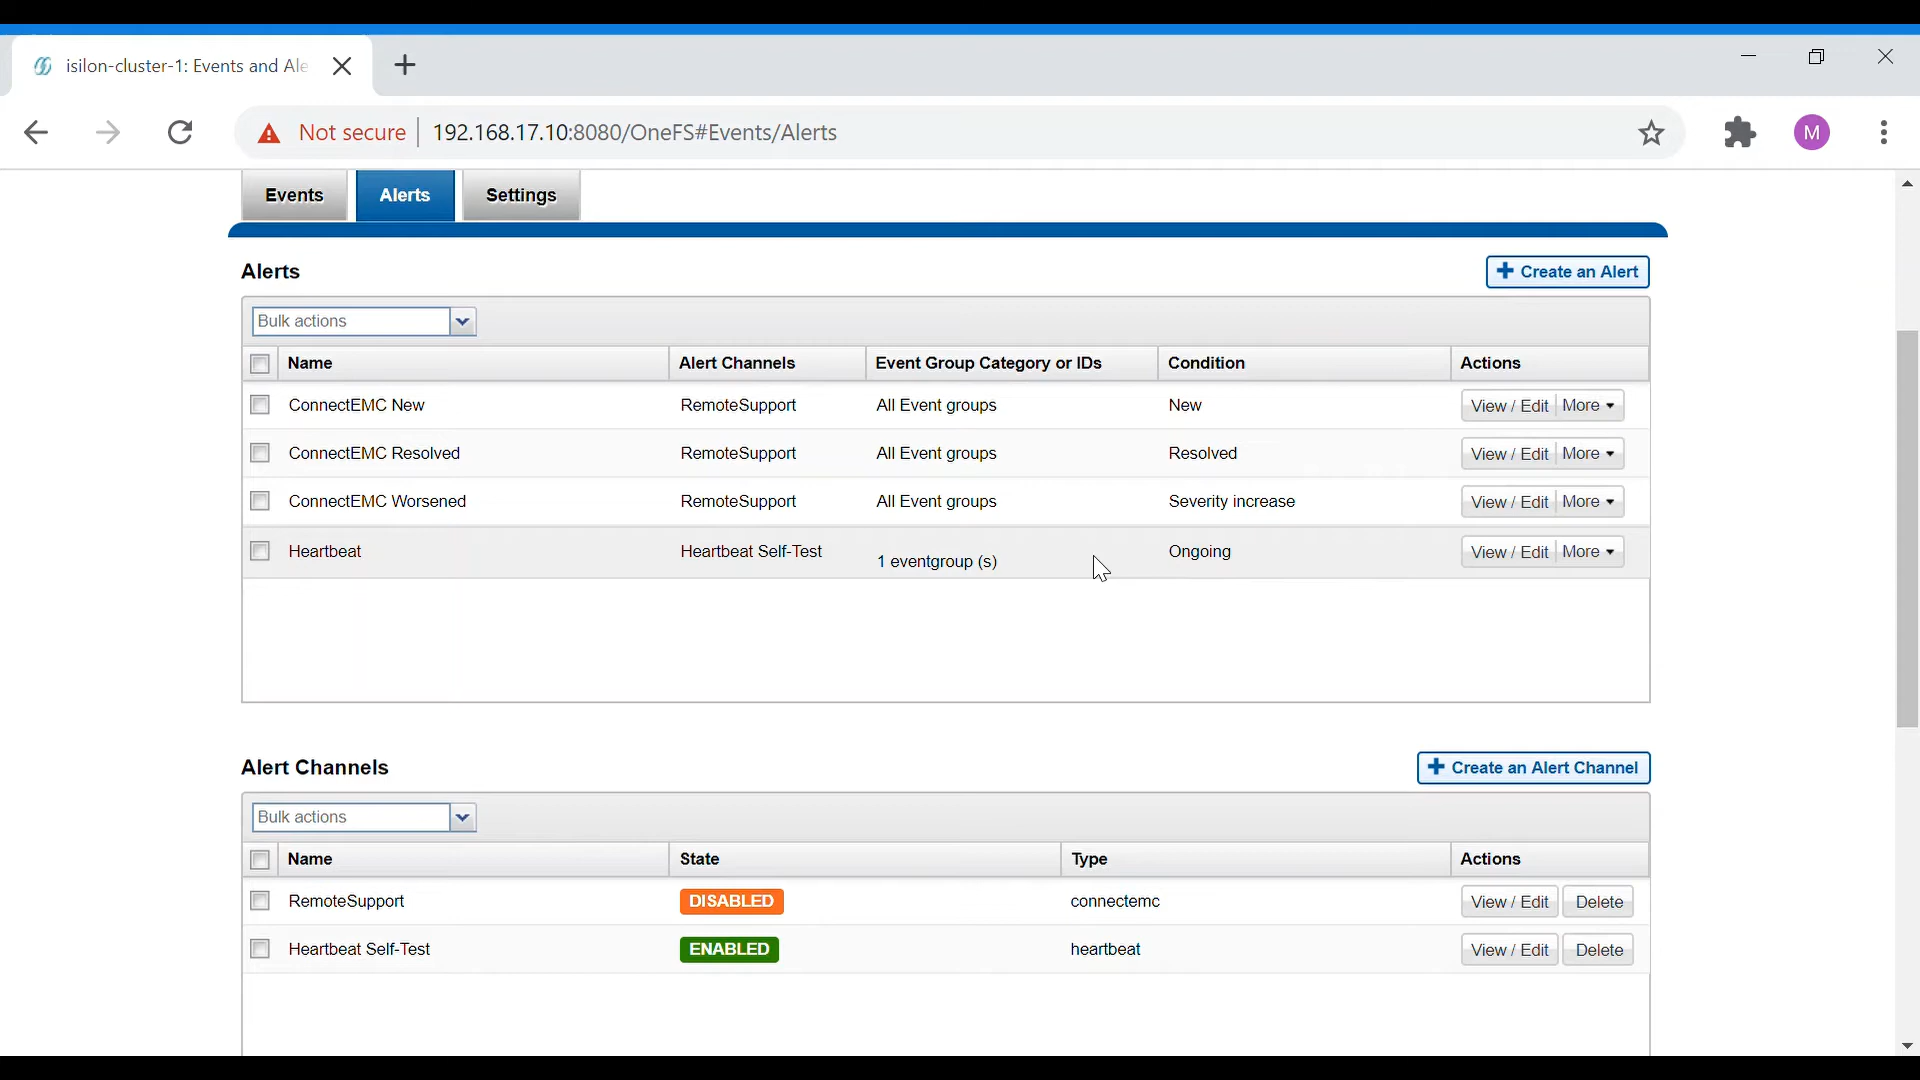 isilon-cluster-1: Events and Ale
Not secure 192.168.17.10:8080/OneFS#Events/Alerts M
Events Alerts Settings
Alerts + Create an Alert
Bulk actions
Name Alert Channels Event Group Category or IDs Condition Actions
ConnectEMC New RemoteSupport All Event groups New View / Edit More
ConnectEMC Resolved RemoteSupport All Event groups Resolved View / Edit More
ConnectEMC Worsened RemoteSupport All Event groups Severity increase View / Edit More
Heartbeat Heartbeat Self-Test 1 eventgroup (s) Ongoing View / Edit More
Alert Channels + Create an Alert Channel
Bulk actions
Name State Type Actions
RemoteSupport DISABLED connectemc View / Edit Delete
Heartbeat Self-Test ENABLED heartbeat View / Edit Delete